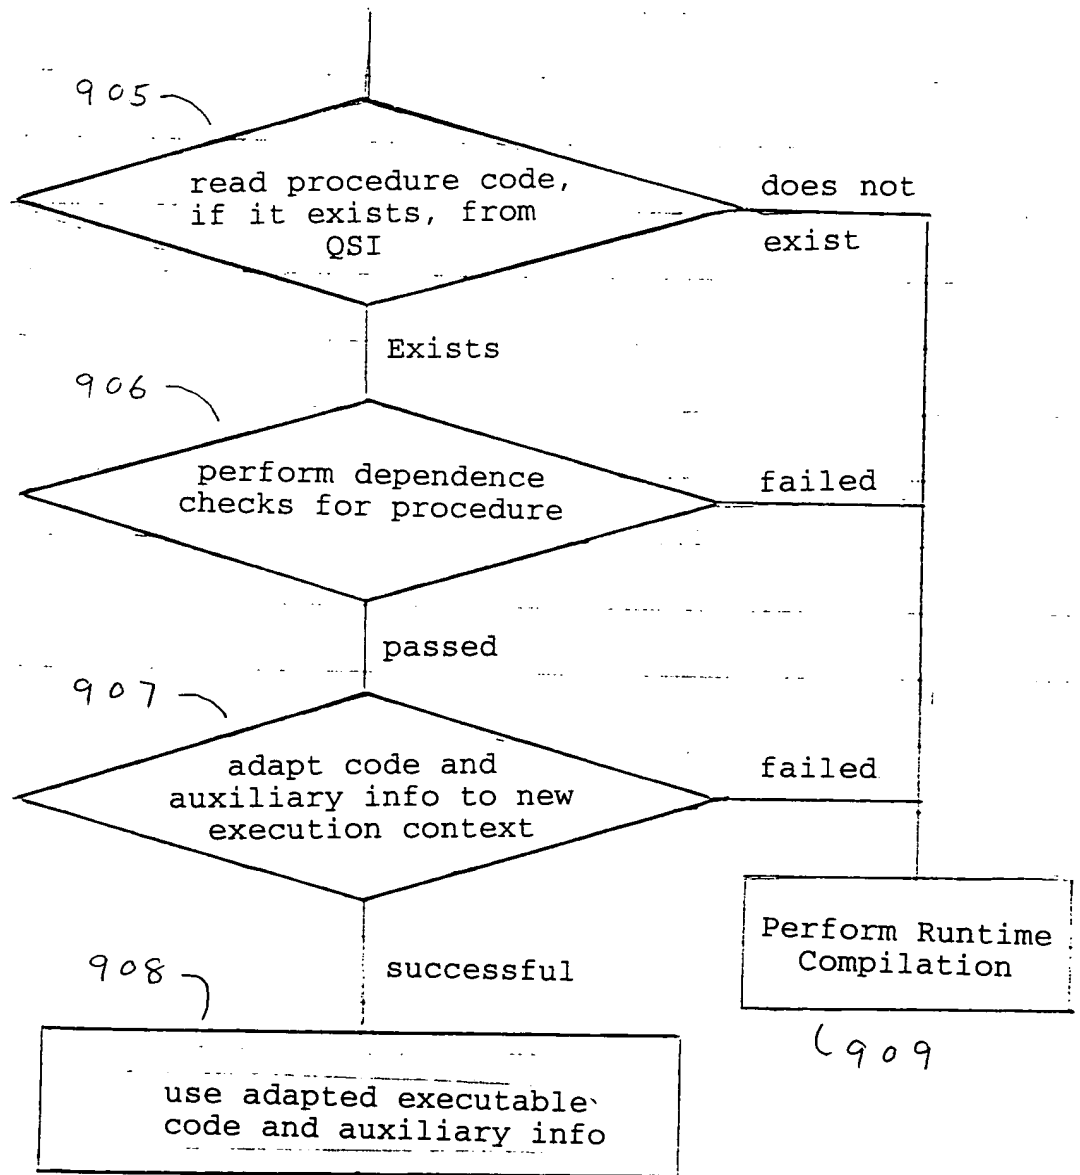 905
read procedure code,
if it exists, from
QSI
does not
exist
Exists
906
perform dependence
checks for procedure
failed
passed
907
adapt code and
auxiliary info to new
execution context
failed
successful
Perform Runtime
Compilation
909
908
use adapted executable
code and auxiliary info